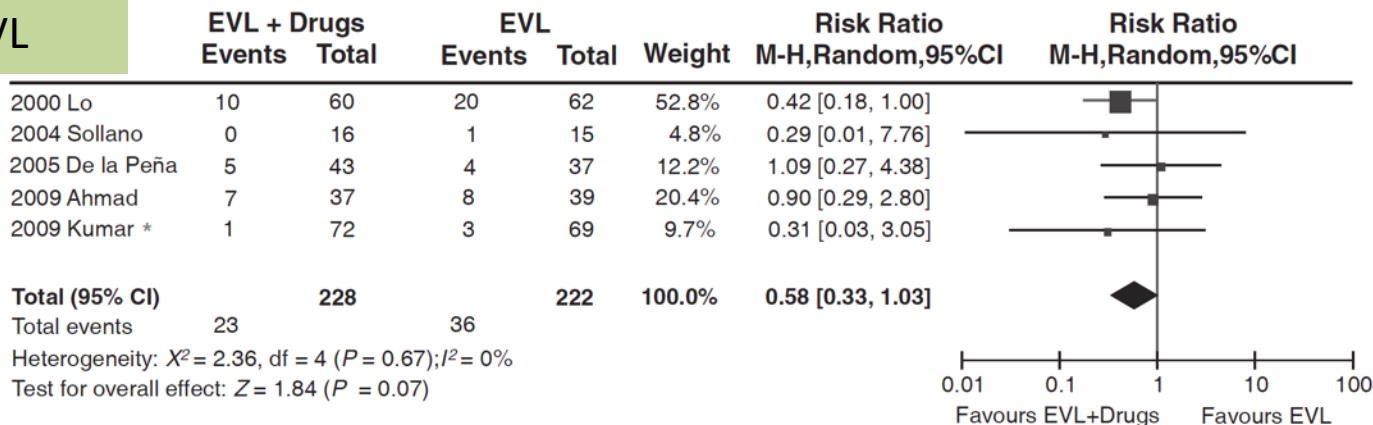 VL
EVL + Drugs EVL Risk Ratio Risk Ratio
Events Total Events Total Weight M-H,Random,95%CI M-H,Random,95%CI
2000 Lo 10 60 20 62 52.8% 0.42 [0.18, 1.00]
2004 Sollano 0 16 1 15 4.8% 0.29 [0.01, 7.76]
2005 De la Peña 5 43 4 37 12.2% 1.09 [0.27, 4.38]
2009 Ahmad 7 37 8 39 20.4% 0.90 [0.29, 2.80]
2009 Kumar * 1 72 3 69 9.7% 0.31 [0.03, 3.05]
Total (95% CI) 228 222 100.0% 0.58 [0.33, 1.03]
Total events 23 36
Heterogeneity: X² = 2.36, df = 4 (P = 0.67);I² = 0%
Test for overall effect: Z = 1.84 (P = 0.07)
0.01 0.1 1 10 100
Favours EVL+Drugs Favours EVL